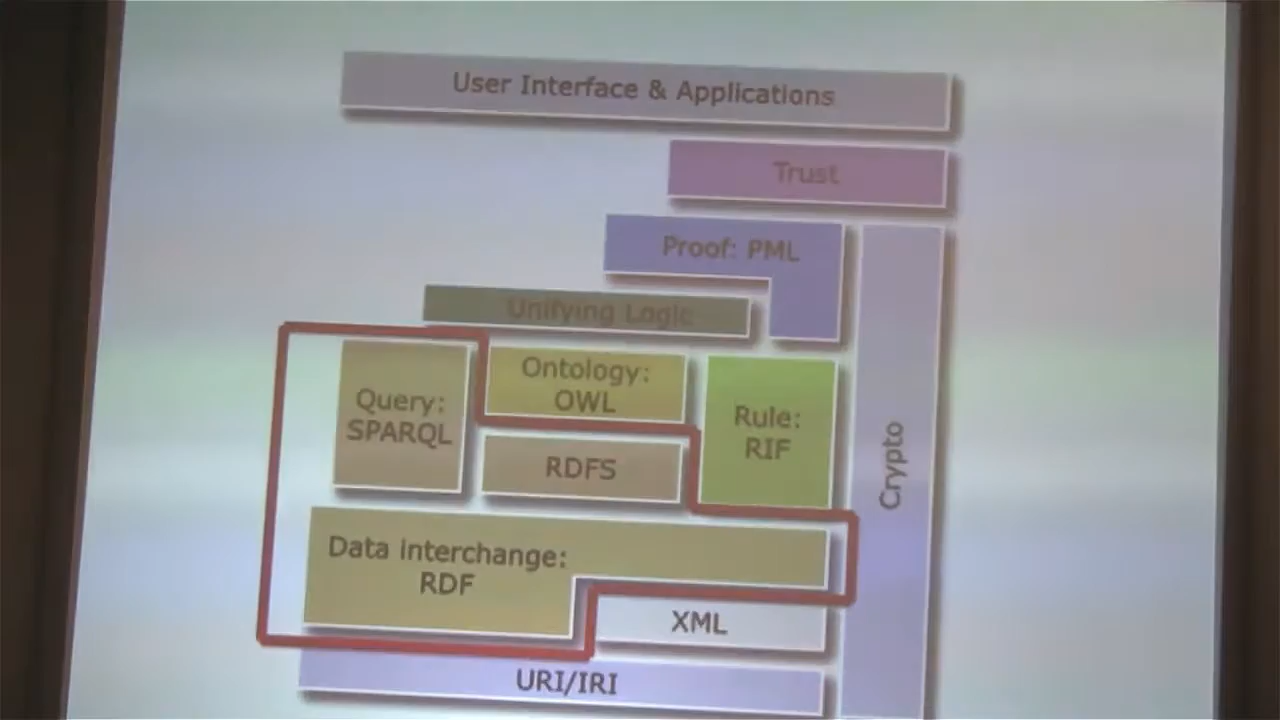 User Interface & Applications
Trust
Proof: PML
Unifying Logic
Ontology:
OWL
Query:
SPARQL
Rule:
RIF
Crypto
RDFS
Data interchange:
RDF
XML
URI/IRI